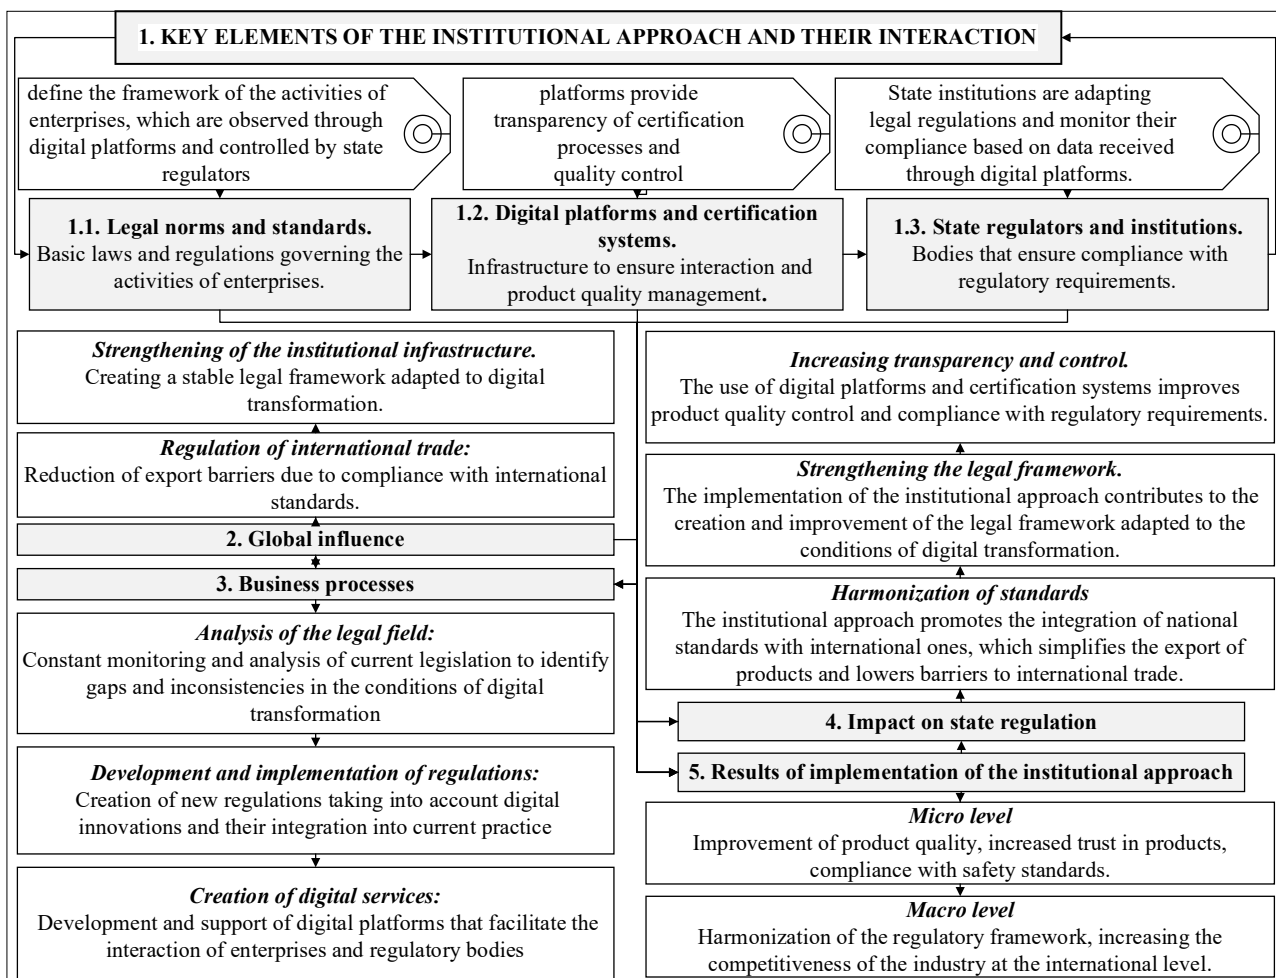 1. KEY ELEMENTS OF THE INSTITUTIONAL APPROACH AND THEIR INTERACTION
define the framework of the activities of
enterprises, which are observed through
digital platforms and controlled by state
regulators
platforms provide
transparency of certification
processes and
quality control
State institutions are adapting
legal regulations and monitor their
compliance based on data received
through digital platforms.
1.1. Legal norms and standards.
Basic laws and regulations governing the
activities of enterprises.
1.2. Digital platforms and certification
systems.
Infrastructure to ensure interaction and
product quality management.
1.3. State regulators and institutions.
Bodies that ensure compliance with
regulatory requirements.
Strengthening of the institutional infrastructure.
Creating a stable legal framework adapted to digital
transformation.
Regulation of international trade:
Reduction of export barriers due to compliance with international
standards.
2. Global influence
3. Business processes
Analysis of the legal field:
Constant monitoring and analysis of current legislation to identify
gaps and inconsistencies in the conditions of digital
transformation
Development and implementation of regulations:
Creation of new regulations taking into account digital
innovations and their integration into current practice
Creation of digital services:
Development and support of digital platforms that facilitate the
interaction of enterprises and regulatory bodies
Increasing transparency and control.
The use of digital platforms and certification systems improves
product quality control and compliance with regulatory requirements.
Strengthening the legal framework.
The implementation of the institutional approach contributes to the
creation and improvement of the legal framework adapted to the
conditions of digital transformation.
Harmonization of standards
The institutional approach promotes the integration of national
standards with international ones, which simplifies the export of
products and lowers barriers to international trade.
4. Impact on state regulation
5. Results of implementation of the institutional approach
Micro level
Improvement of product quality, increased trust in products,
compliance with safety standards.
Macro level
Harmonization of the regulatory framework, increasing the
competitiveness of the industry at the international level.